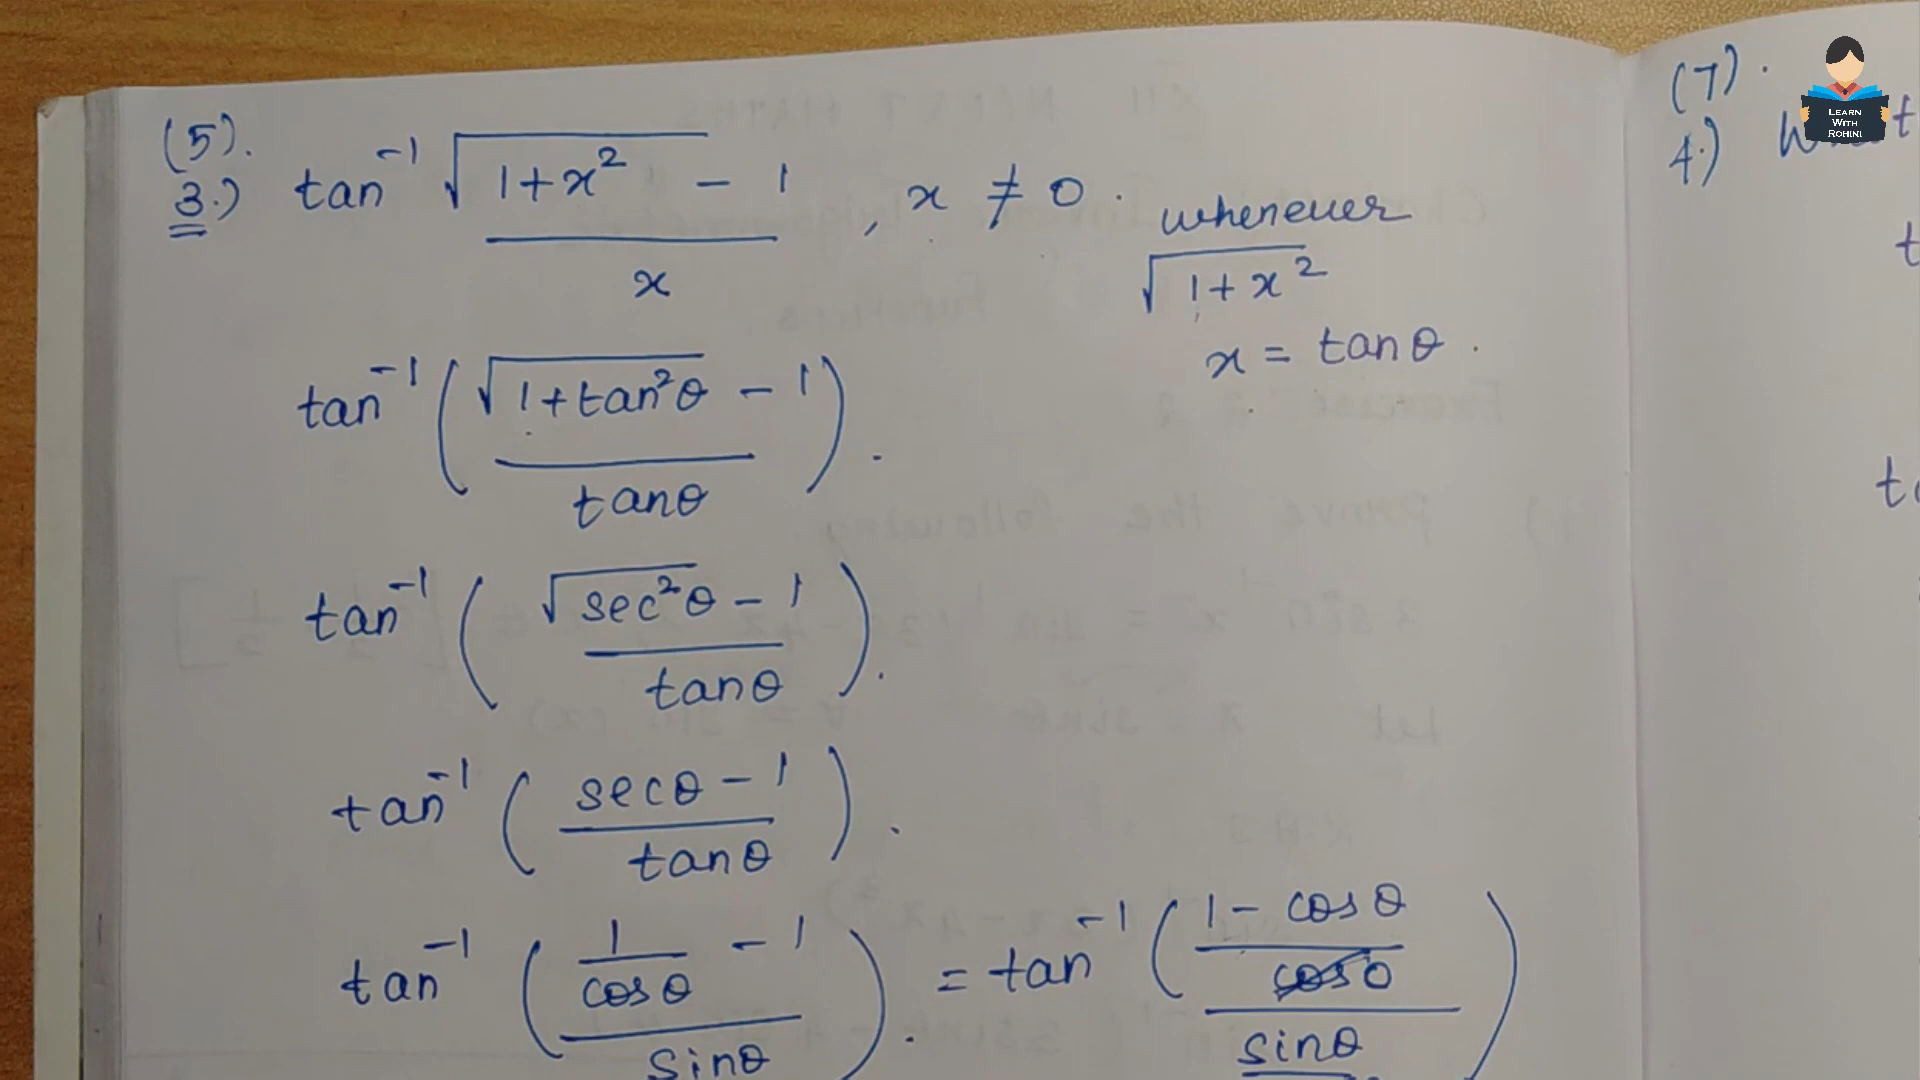 (5).
3.) tan⁻¹ √1+x² - 1 , x ≠ 0.
x
whenever
√1+x²
x = tanθ.
tan⁻¹ ( √1+tan²θ - 1 ) .
tanθ
tan⁻¹ ( √sec²θ - 1 ) .
tanθ
tan⁻¹ ( secθ - 1 ) .
tanθ
tan⁻¹ ( 1/cosθ - 1 ) . = tan⁻¹ ( 1 - cosθ
cosθ )
sinθ
sinθ
(7).
4.)
LEARN
WITH
ROHINI